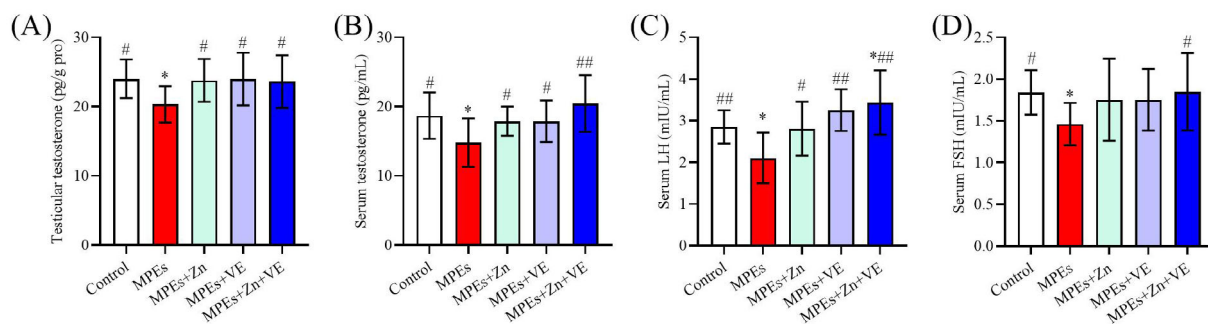 (A)
Testicular testosterone (pg/g pro)
30
20
10
0
#
*
#
#
#
Control
MPEs
MPEs+Zn
MPEs+VE
MPEs+Zn+VE
(B)
Serum testosterone (pg/mL)
30
20
10
0
#
*
#
#
##
Control
MPEs
MPEs+Zn
MPEs+VE
MPEs+Zn+VE
(C)
Serum LH (mIU/mL)
5
4
3
2
1
0
##
*
#
##
*##
Control
MPEs
MPEs+Zn
MPEs+VE
MPEs+Zn+VE
(D)
Serum FSH (mIU/mL)
2.5
2.0
1.5
1.0
0.5
0.0
#
*
#
Control
MPEs
MPEs+Zn
MPEs+VE
MPEs+Zn+VE